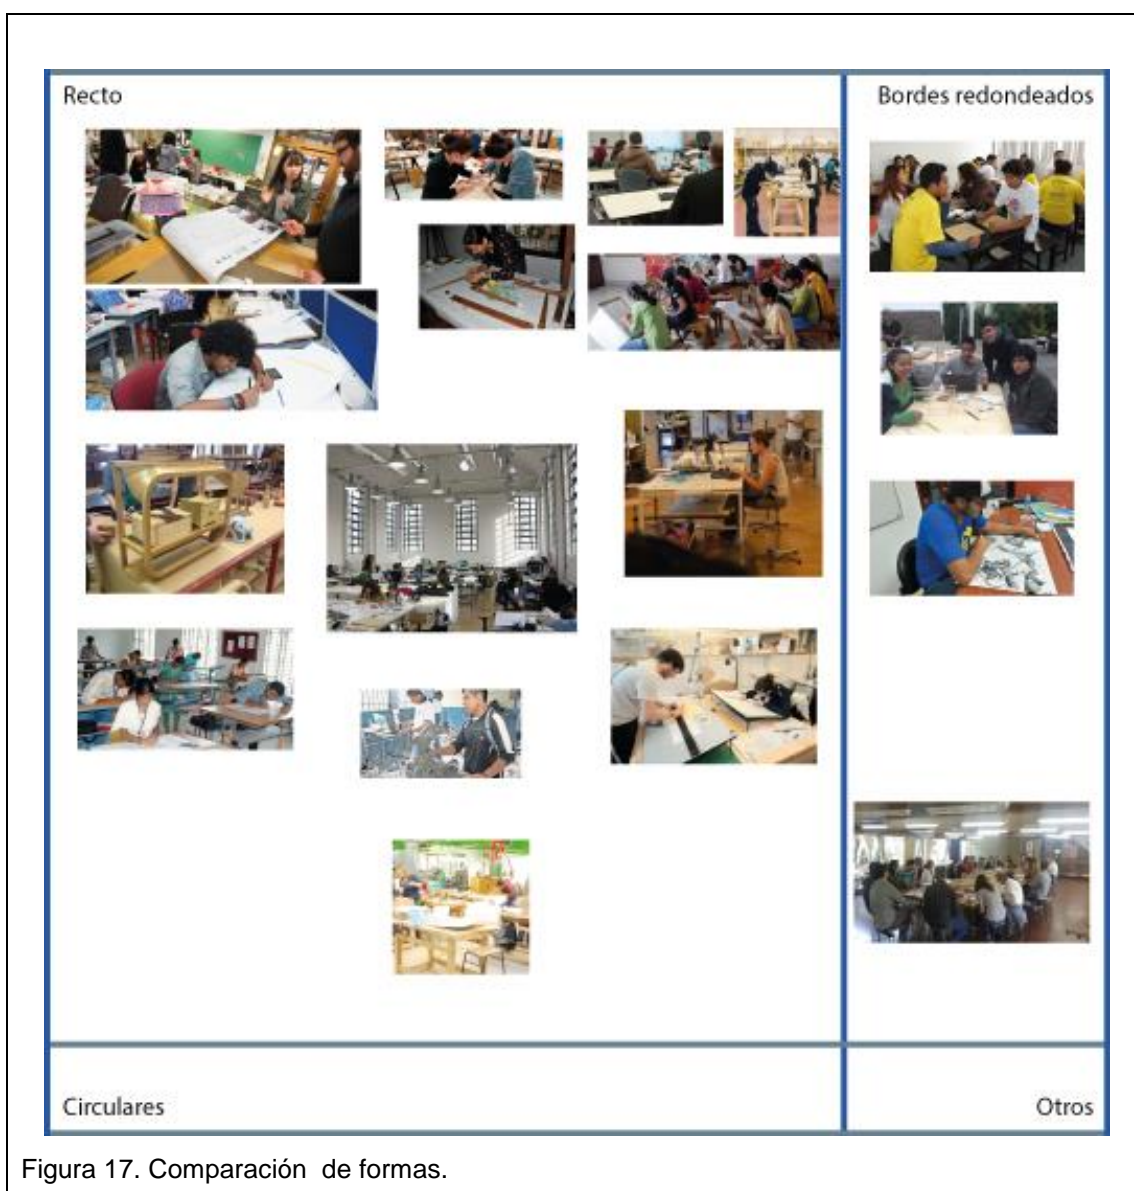 Recto
Bordes redondeados
Circulares
Otros
Figura 17. Comparación  de formas.